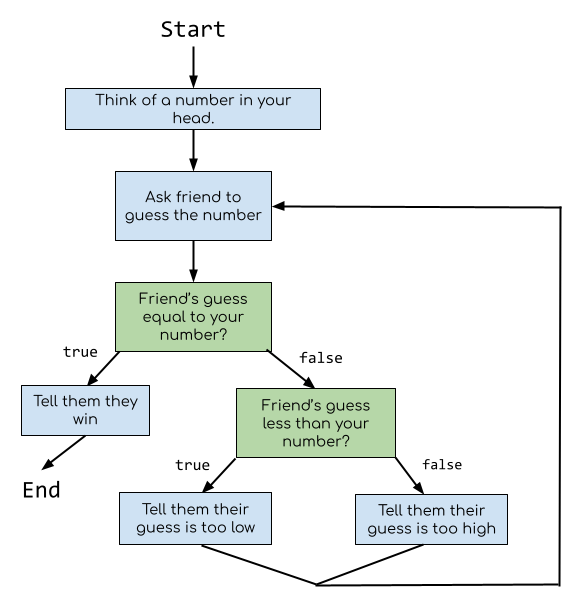 Start
Think of a number in your
head.
Ask friend to
guess the number
Friend's guess
equal to your
number?
true
false
Tell them they
win
End
Friend's guess
less than your
number?
true
false
Tell them their
guess is too low
Tell them their
guess is too high